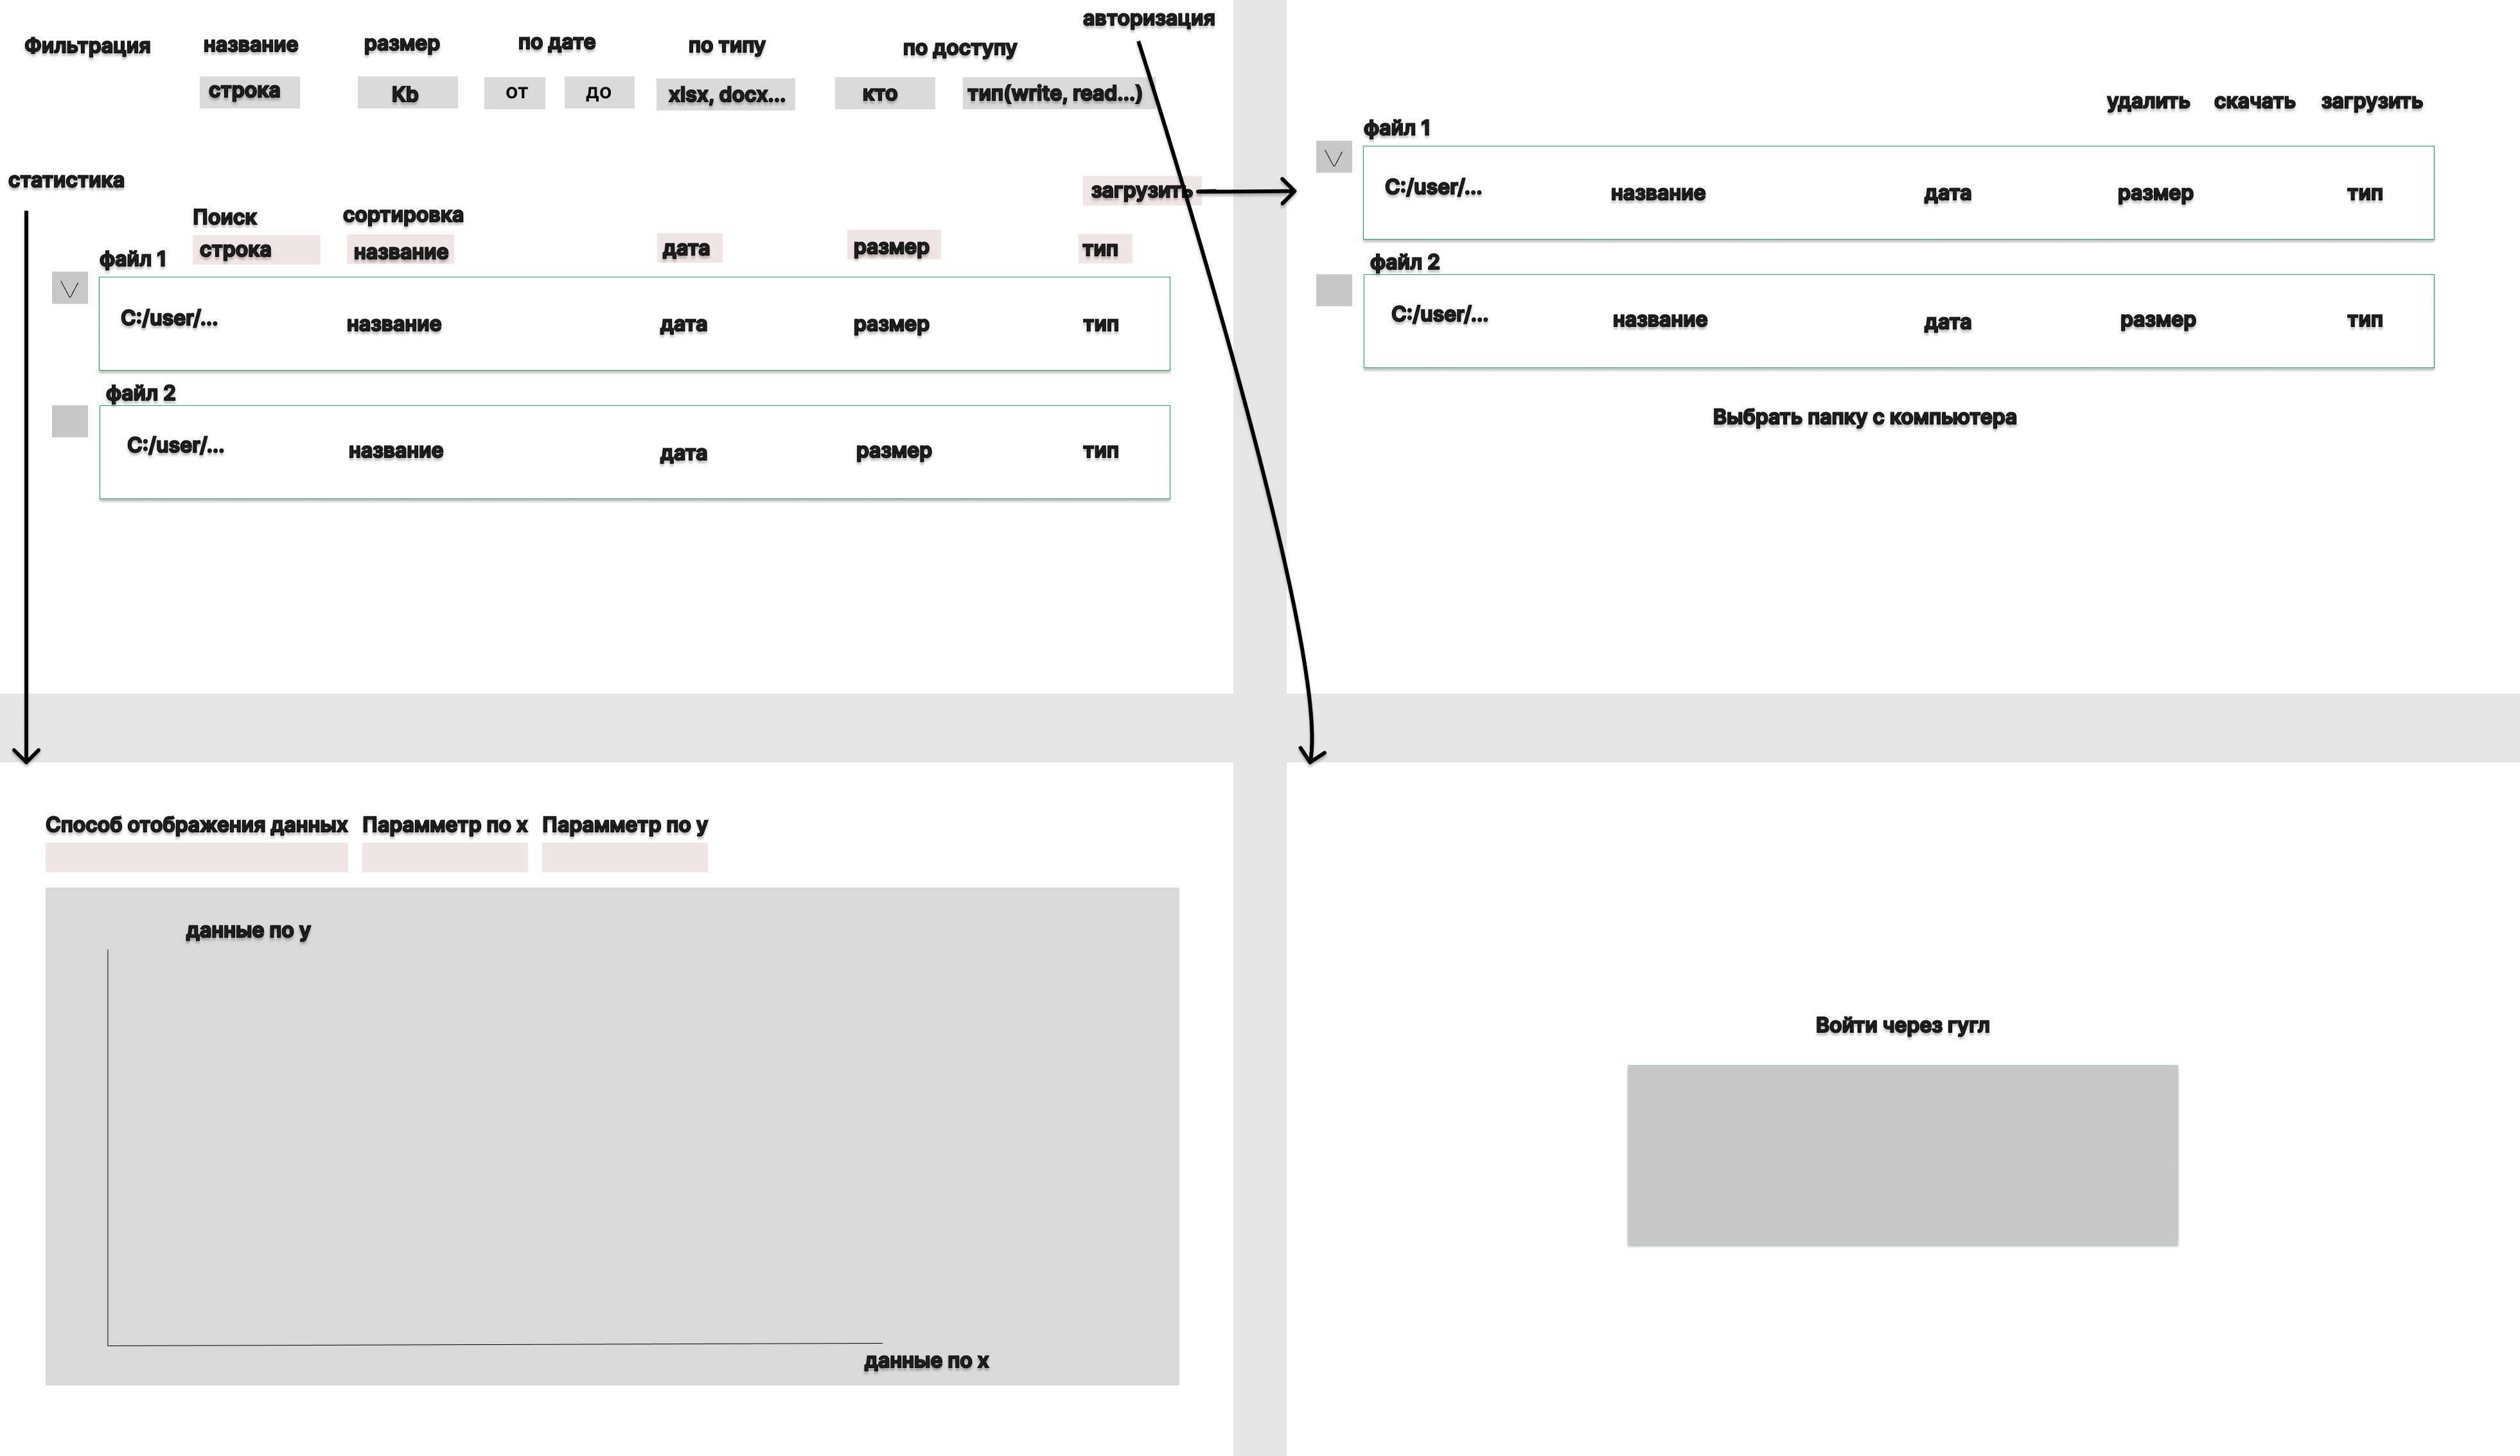 авторизация
Фильтрация название размер по дате по типу по доступу
строка Kb от до xlsx, docx... кто тип(write, read...)
статистика
загрузить
Поиск сортировка
строка название дата размер тип
файл 1
C:/user/... название дата размер тип
файл 2
C:/user/... название дата размер тип
удалить скачать загрузить
файл 1
C:/user/... название дата размер тип
файл 2
C:/user/... название дата размер тип
Выбрать папку с компьютера
Способ отображения данных Парамметр по x Парамметр по y
данные по y
данные по x
Войти через гугл